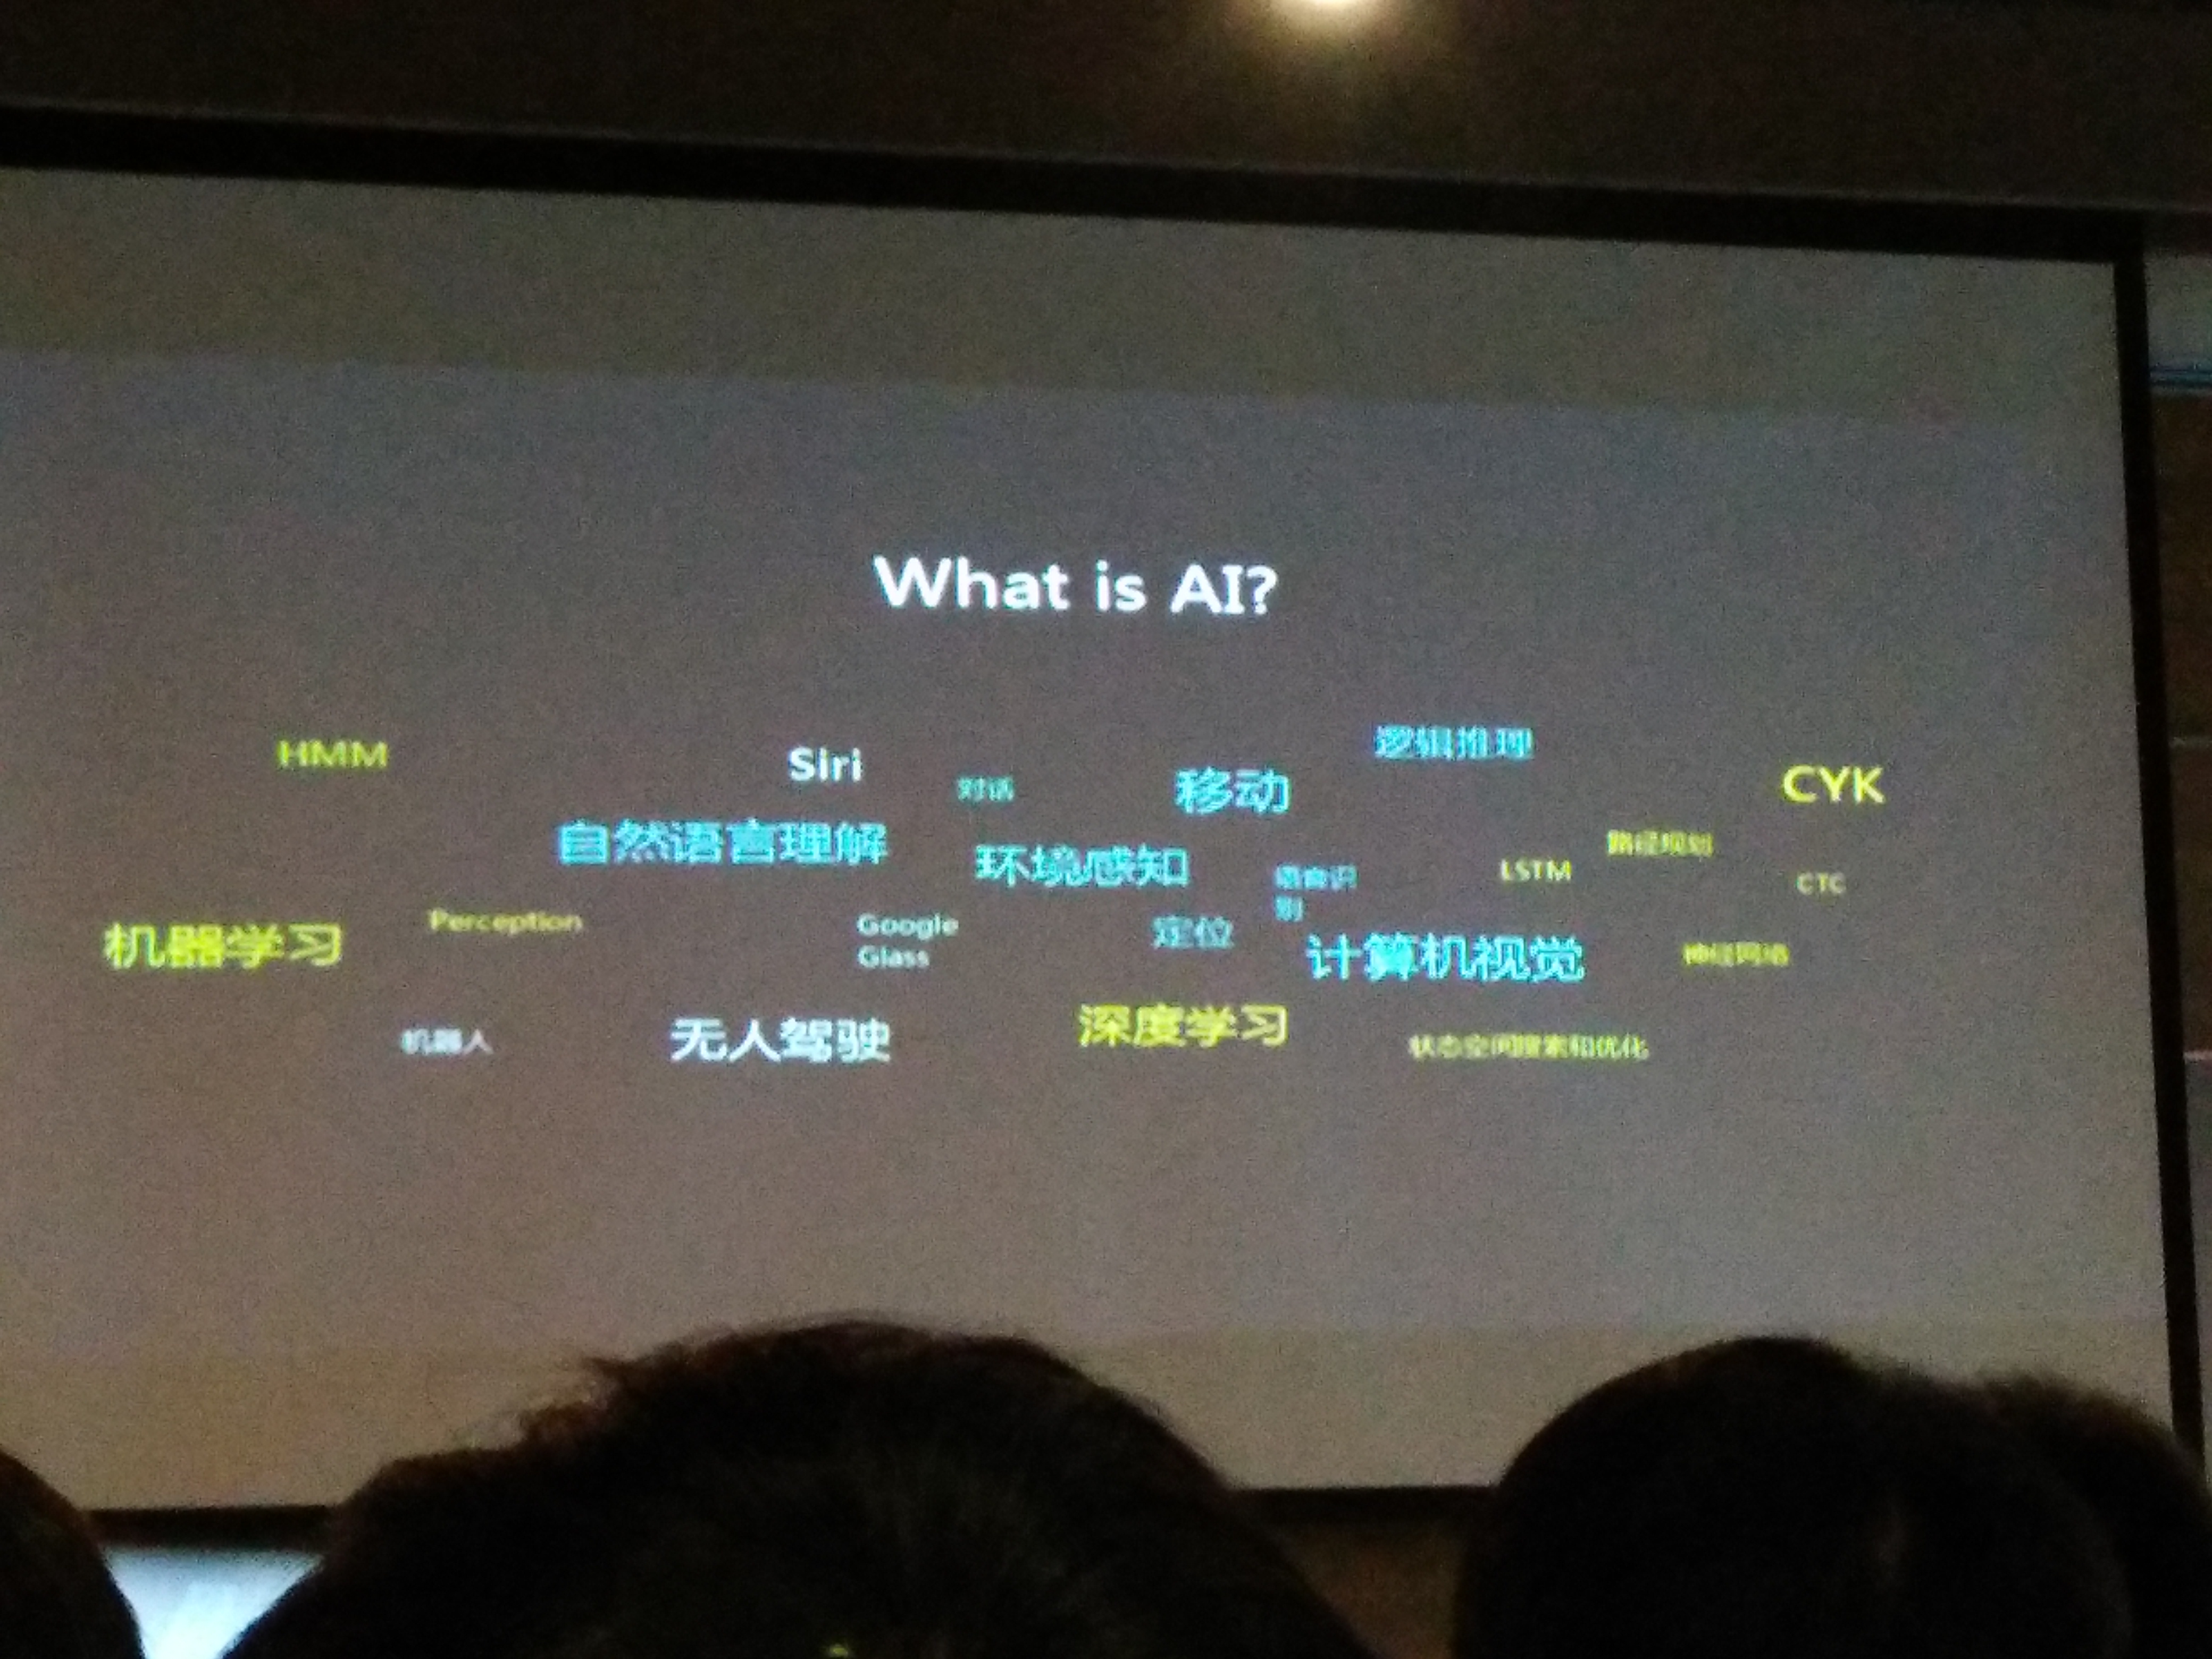 What is AI?
逻辑推理
HMM
Siri
对话
移动
CYK
自然语言理解
环境感知
路径规划
语音识
别
LSTM
CTC
机器学习
Perception
Google
Glass
定位
计算机视觉
神经网络
机器人
无人驾驶
深度学习
状态空间搜索和优化